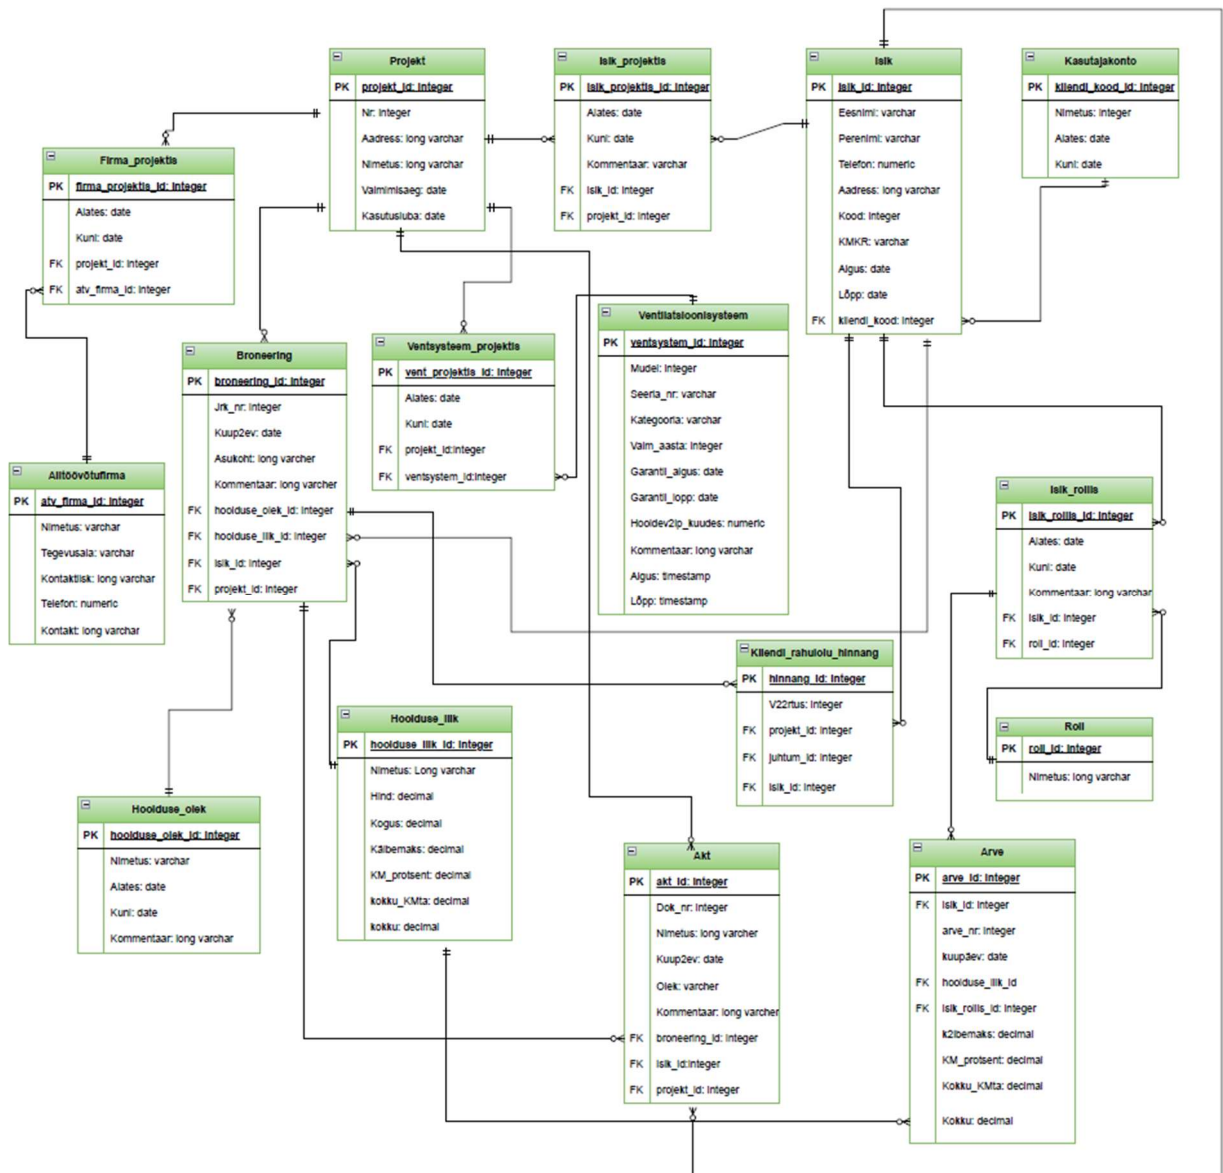 Projekt
PK projekt_id: Integer
Nr: Integer
Aadress: long varchar
Nimetus: long varchar
Valmimisaeg: date
Kasutusluba: date
Isik_projektis
PK Isik_projektis_id: Integer
Alates: date
Kuni: date
Kommentaar: varchar
FK Isik_id: Integer
FK projekt_id: Integer
Isik
PK Isik_id: Integer
Eesnimi: varchar
Perenimi: varchar
Telefon: numeric
Aadress: long varchar
Kood: Integer
KMKR: varchar
Algus: date
Lõpp: date
FK kliendi_kood: Integer
Kasutajakonto
PK kliendi_kood_id: Integer
Nimetus: Integer
Alates: date
Kuni: date
Firma_projektis
PK firma_projektis_id: Integer
Alates: date
Kuni: date
FK projekt_id: Integer
FK atv_firma_id: Integer
Broneering
PK broneering_id: Integer
Jrk_nr: Integer
Kuup2ev: date
Asukoht: long varcher
Kommentaar: long varcher
FK hoolduse_olek_id: Integer
FK hoolduse_liik_id: Integer
FK Isik_id: Integer
FK projekt_id: Integer
Ventsysteem_projektis
PK vent_projektis_id: Integer
Alates: date
Kuni: date
FK projekt_id:Integer
FK ventsystem_id:Integer
Ventilatsioonisysteem
PK ventsystem_id: Integer
Mudel: Integer
Seeria_nr: varchar
Kategooria: varchar
Valm_aasta: Integer
Garantii_algus: date
Garantii_lopp: date
Hooldev2lp_kuudes: numeric
Kommentaar: long varchar
Algus: timestamp
Lõpp: timestamp
Alltöövõtufirma
PK atv_firma_id: Integer
Nimetus: varchar
Tegevusala: varchar
Kontaktisk: long varchar
Telefon: numeric
Kontakt: long varchar
Isik_rollis
PK Isik_rollis_id: Integer
Alates: date
Kuni: date
Kommentaar: long varchar
FK Isik_id: Integer
FK roll_id: Integer
Kliendi_rahulolu_hinnang
PK hinnang_id: Integer
V22rtus: Integer
FK projekt_id: Integer
FK juhtum_id: Integer
FK Isik_id: Integer
Roll
PK roll_id: Integer
Nimetus: long varchar
Hoolduse_liik
PK hoolduse_liik_id: Integer
Nimetus: Long varchar
Hind: decimal
Kogus: decimal
Käibemaks: decimal
KM_protsent: decimal
kokku_KMta: decimal
kokku: decimal
Hoolduse_olek
PK hoolduse_olek_id: Integer
Nimetus: varchar
Alates: date
Kuni: date
Kommentaar: long varchar
Akt
PK akt_id: Integer
Dok_nr: Integer
Nimetus: long varcher
Kuup2ev: date
Olek: varcher
Kommentaar: long varcher
FK broneering_id: Integer
FK Isik_id:Integer
FK projekt_id: Integer
Arve
PK arve_id: Integer
FK Isik_id: Integer
arve_nr: Integer
kuupäev: date
FK hoolduse_liik_id
FK Isik_rollis_id: Integer
k2ibemaks: decimal
KM_protsent: decimal
Kokku_KMta: decimal
Kokku: decimal